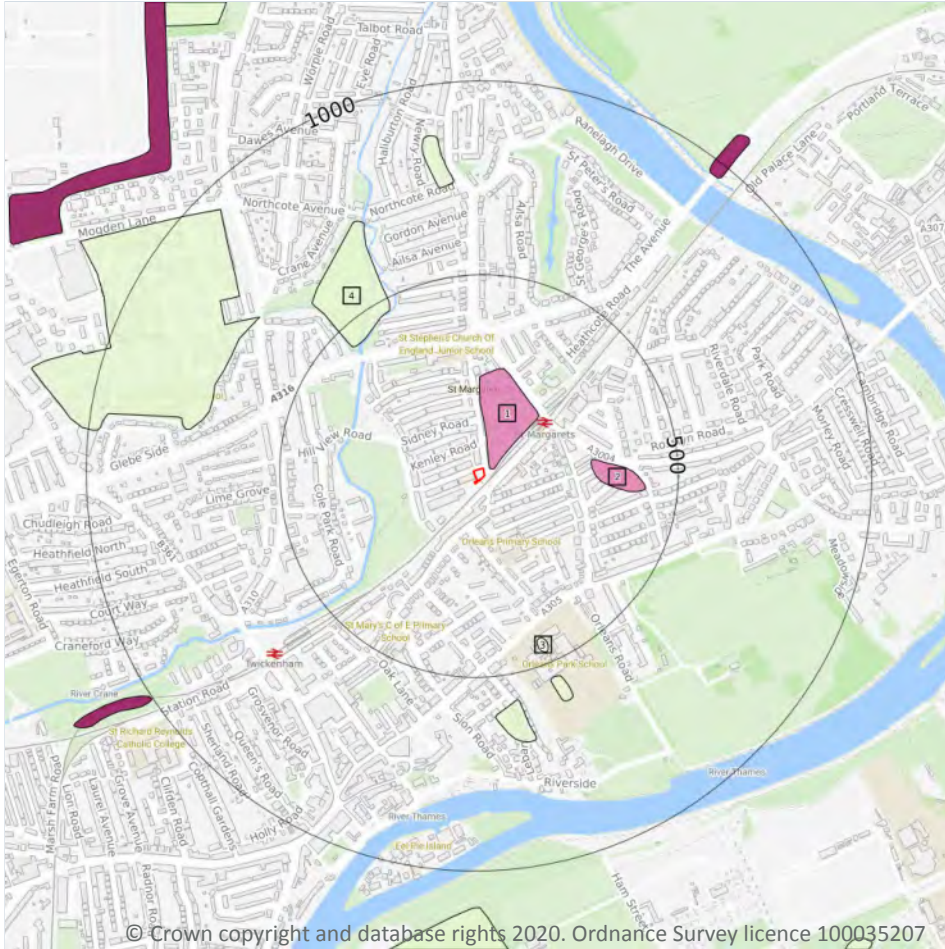 Talbot Road
Worple Road
Eve Road
1000
Haliburton Road
Newry Road
Dawes Avenue
Ranelagh Drive
Portland Terrace
Old Palace Lane
St Peter's Road
Northcote Road
Northcote Avenue
Gordon Avenue
Ailsa Avenue
Ailsa Road
St George's Road
The Avenue
Mogden Lane
Crane Avenue
A307
4
Heathcote Road
St Stephen's Church Of
England Junior School
A316
1
Margarets
Sidney Road
Kenley Road
Hill View Road
Riverdale Road
Park Road
Cambridge Road
Cresswell Road
Morley Road
500
A3004
2
Glebe Side
Lime Grove
Cole Park Road
Chudleigh Road
Heathfield North
Heathfield South
Court Way
Craneford Way
Egerton Road
B361
A310
Orleans Primary School
A305
Orleans Road
St Mary's C of E Primary
School
3
Orleans Park School
Twickenham
Oak Lane
Sion Road
River Crane
Station Road
St Richard Reynolds
Catholic College
Grosvenor Road
Queen's Road
Sherland Road
Copthall Gardens
Clifden Road
Grove Avenue
Laurel Avenue
Lion Road
Marsh Farm Road
Radnor Road
Holly Road
Riverside
River Thames
River Thames
Eel Pie Island
Ham Street
© Crown copyright and database rights 2020. Ordnance Survey licence 100035207